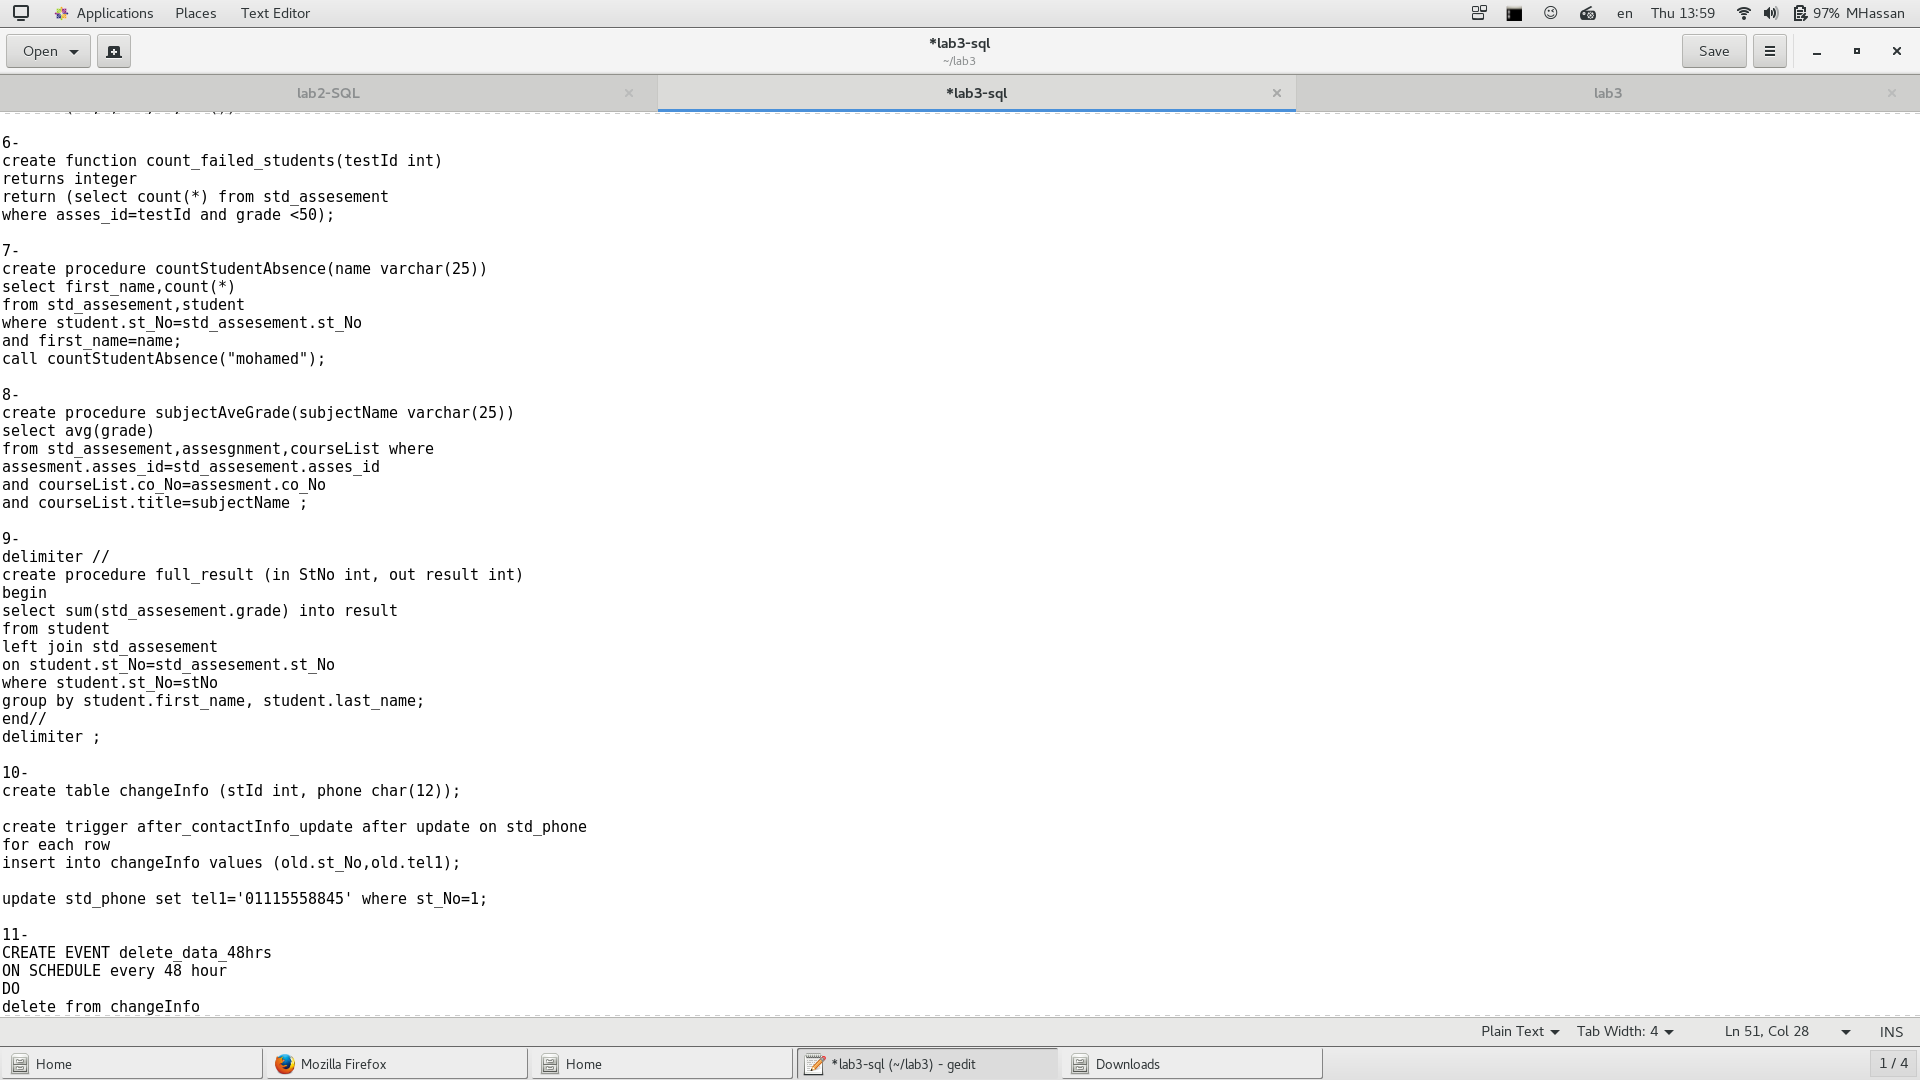 Applications Places Text Editor en Thu 13:59 97% MHassan
Open *lab3-sql Save
~/lab3
lab2-SQL *lab3-sql lab3
6-
create function count_failed_students(testId int)
returns integer
return (select count(*) from std_assesement
where asses_id=testId and grade <50);
7-
create procedure countStudentAbsence(name varchar(25))
select first_name,count(*)
from std_assesement,student
where student.st_No=std_assesement.st_No
and first_name=name;
call countStudentAbsence("mohamed");
8-
create procedure subjectAveGrade(subjectName varchar(25))
select avg(grade)
from std_assesement,assesgnment,courseList where
assesment.asses_id=std_assesement.asses_id
and courseList.co_No=assesment.co_No
and courseList.title=subjectName ;
9-
delimiter //
create procedure full_result (in StNo int, out result int)
begin
select sum(std_assesement.grade) into result
from student
left join std_assesement
on student.st_No=std_assesement.st_No
where student.st_No=stNo
group by student.first_name, student.last_name;
end//
delimiter ;
10-
create table changeInfo (stId int, phone char(12));
create trigger after_contactInfo_update after update on std_phone
for each row
insert into changeInfo values (old.st_No,old.tel1);
update std_phone set tel1='01115558845' where st_No=1;
11-
CREATE EVENT delete_data_48hrs
ON SCHEDULE every 48 hour
DO
delete from changeInfo
Plain Text Tab Width: 4 Ln 51, Col 28 INS
Home Mozilla Firefox Home *lab3-sql (~/lab3) - gedit Downloads 1 / 4